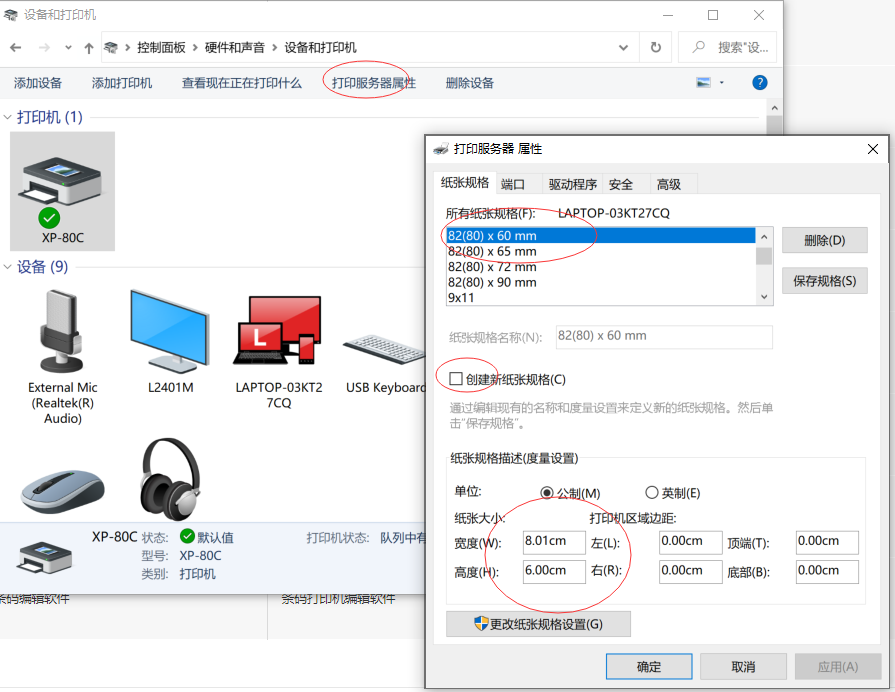 设备和打印机
控制面板 > 硬件和声音 > 设备和打印机
搜索"设...
添加设备 添加打印机 查看现在正在打印什么 打印服务器属性 删除设备
打印机 (1)
XP-80C
设备 (9)
External Mic
(Realtek(R)
Audio)
L2401M
LAPTOP-03KT2
7CQ
USB Keyboard
XP-80C 状态: 默认值 打印机状态: 队列中有
型号: XP-80C
类别: 打印机
条码编辑软件 条码打印机编辑软件
打印服务器 属性
纸张规格 端口 驱动程序 安全 高级
所有纸张规格(F): LAPTOP-03KT27CQ
82(80) x 60 mm
82(80) x 65 mm
82(80) x 72 mm
82(80) x 90 mm
9x11
删除(D)
保存规格(S)
纸张规格名称(N): 82(80) x 60 mm
创建新纸张规格(C)
通过编辑现有的名称和度量设置来定义新的纸张规格。然后单
击"保存规格"。
纸张规格描述(度量设置)
单位: 公制(M) 英制(E)
纸张大小: 打印机区域边距:
宽度(W): 8.01cm 左(L): 0.00cm 顶端(T): 0.00cm
高度(H): 6.00cm 右(R): 0.00cm 底部(B): 0.00cm
更改纸张规格设置(G)
确定 取消 应用(A)